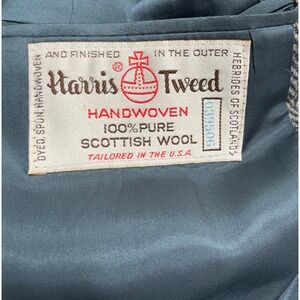 AND FINISHED IN THE OUTER
HEBRIDES OF SCOTLAND
DYED, SPUN, HANDWOVEN
Harris Tweed
®
HANDWOVEN
100% PURE
SCOTTISH WOOL
TAILORED IN THE U.S.A.